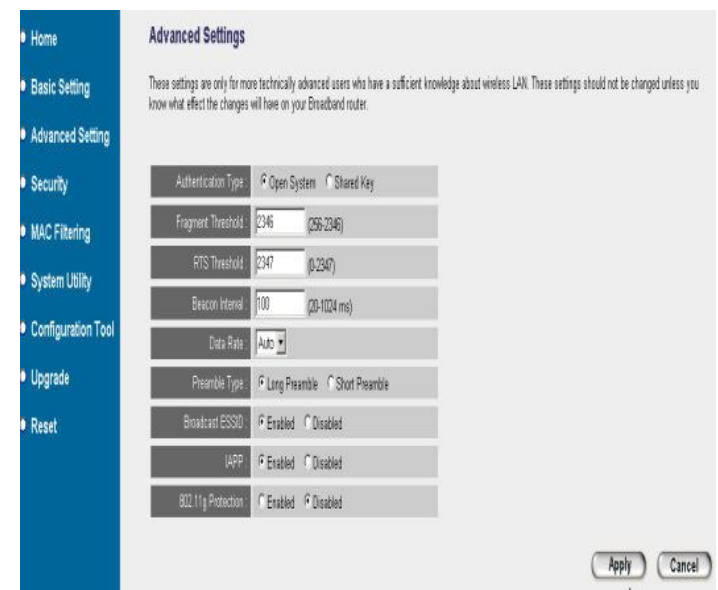 Home
Basic Setting
Advanced Setting
Security
MAC Filtering
System Utility
Configuration Tool
Upgrade
Reset
Advanced Settings
These settings are only for more technically advanced users who have a sufficient knowledge about wireless LAN. These settings should not be changed unless you
know what effect the changes will have on your Broadband router.
Authentication Type : Open System Shared Key
Fragment Threshold : 2346 (256-2346)
RTS Threshold : 2347 (0-2347)
Beacon Interval : 100 (20-1024 ms)
Data Rate : Auto
Preamble Type : Long Preamble Short Preamble
Broadcast ESSID : Enabled Disabled
IAPP : Enabled Disabled
802.11g Protection : Enabled Disabled
Apply Cancel